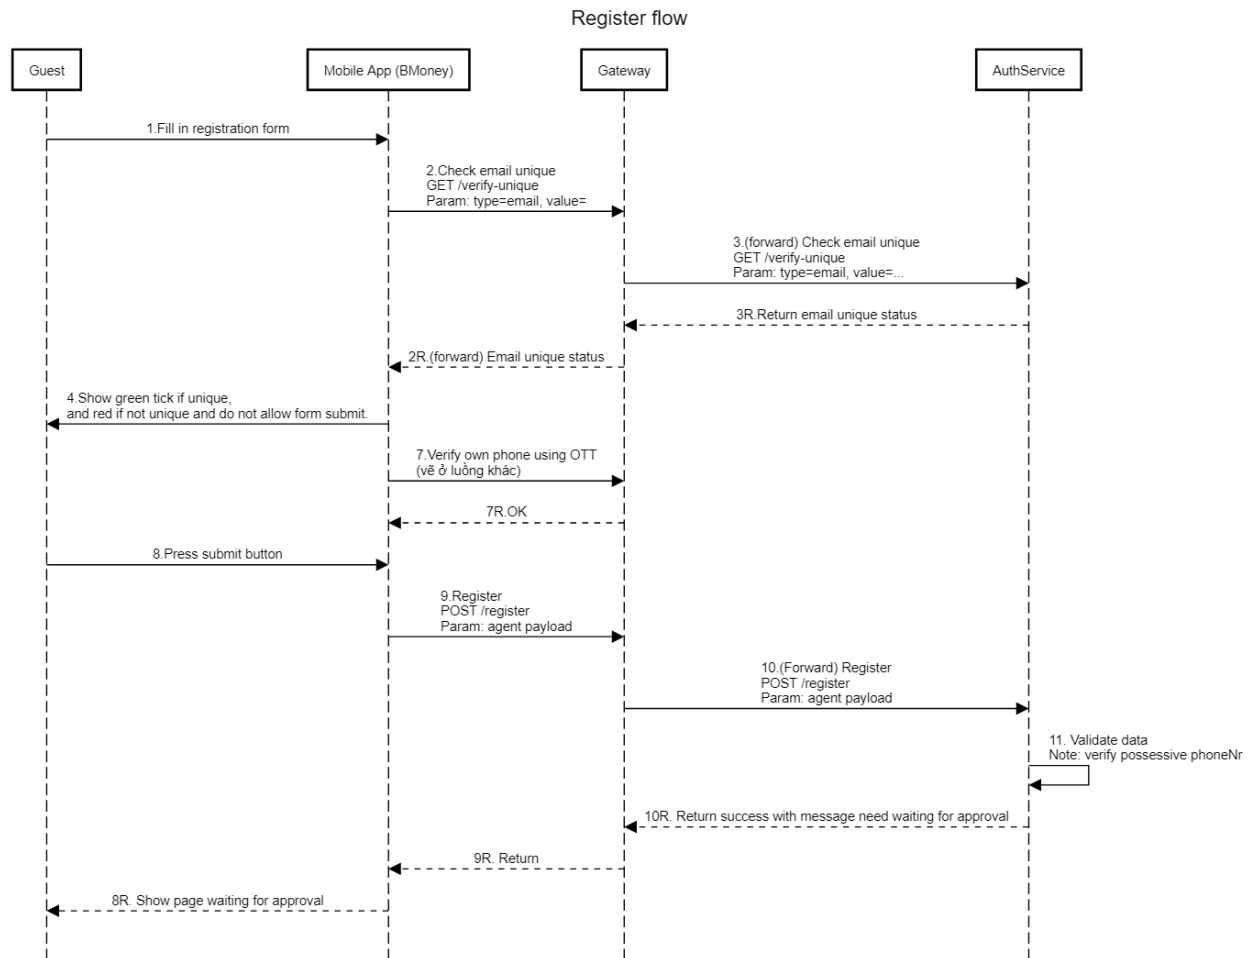 Register flow
Guest
Mobile App (BMoney)
Gateway
AuthService
1.Fill in registration form
2.Check email unique
GET /verify-unique
Param: type=email, value=
3.(forward) Check email unique
GET /verify-unique
Param: type=email, value=...
3R.Return email unique status
2R.(forward) Email unique status
4.Show green tick if unique,
and red if not unique and do not allow form submit.
7.Verify own phone using OTT
(vẽ ở luồng khác)
7R.OK
8.Press submit button
9.Register
POST /register
Param: agent payload
10.(Forward) Register
POST /register
Param: agent payload
11. Validate data
Note: verify possessive phoneNr
10R. Return success with message need waiting for approval
9R. Return
8R. Show page waiting for approval